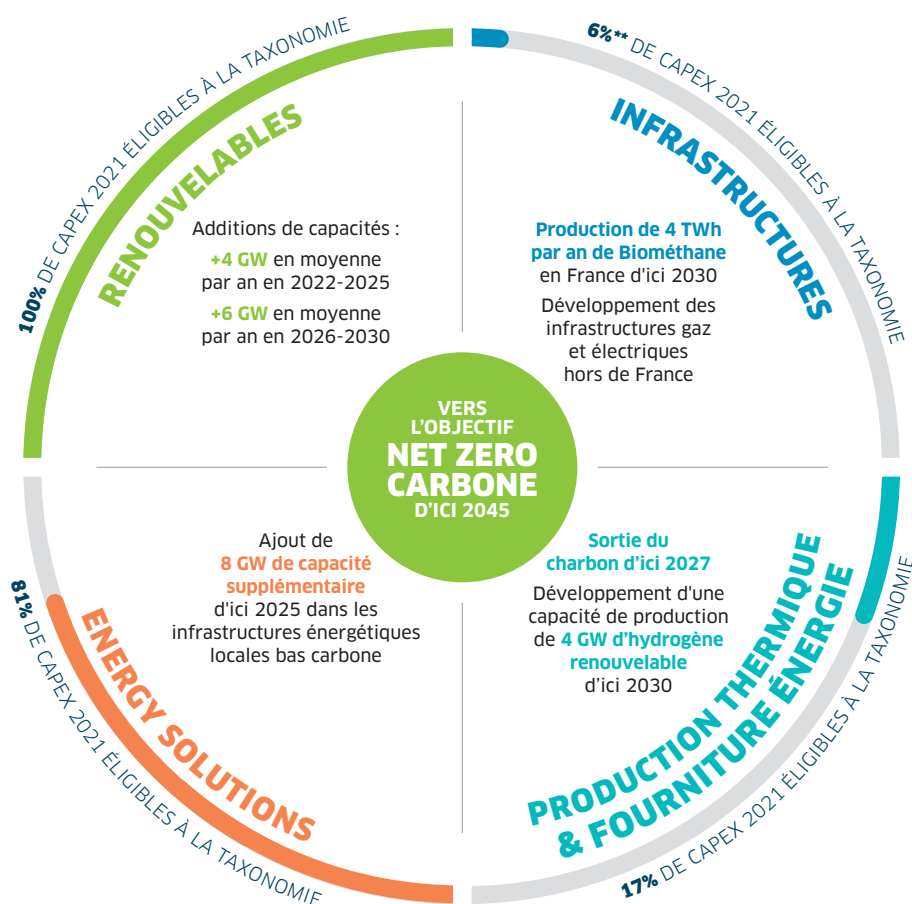 100% DE CAPEX 2021 ÉLIGIBLES À LA TAXONOMIE
RENOUVELABLES
Additions de capacités :
+4 GW en moyenne
par an en 2022-2025
+6 GW en moyenne
par an en 2026-2030
6%** DE CAPEX 2021 ÉLIGIBLES À LA TAXONOMIE
INFRASTRUCTURES
Production de 4 TWh
par an de Biométhane
en France d'ici 2030
Développement des
infrastructures gaz
et électriques
hors de France
VERS
L'OBJECTIF
NET ZERO
CARBONE
D'ICI 2045
Ajout de
8 GW de capacité
supplémentaire
d'ici 2025 dans les
infrastructures énergétiques
locales bas carbone
ENERGY SOLUTIONS
81% DE CAPEX 2021 ÉLIGIBLES À LA TAXONOMIE
Sortie du
charbon d'ici 2027
Développement d'une
capacité de production
de 4 GW d'hydrogène
renouvelable
d'ici 2030
PRODUCTION THERMIQUE
& FOURNITURE ÉNERGIE
17% DE CAPEX 2021 ÉLIGIBLES À LA TAXONOMIE